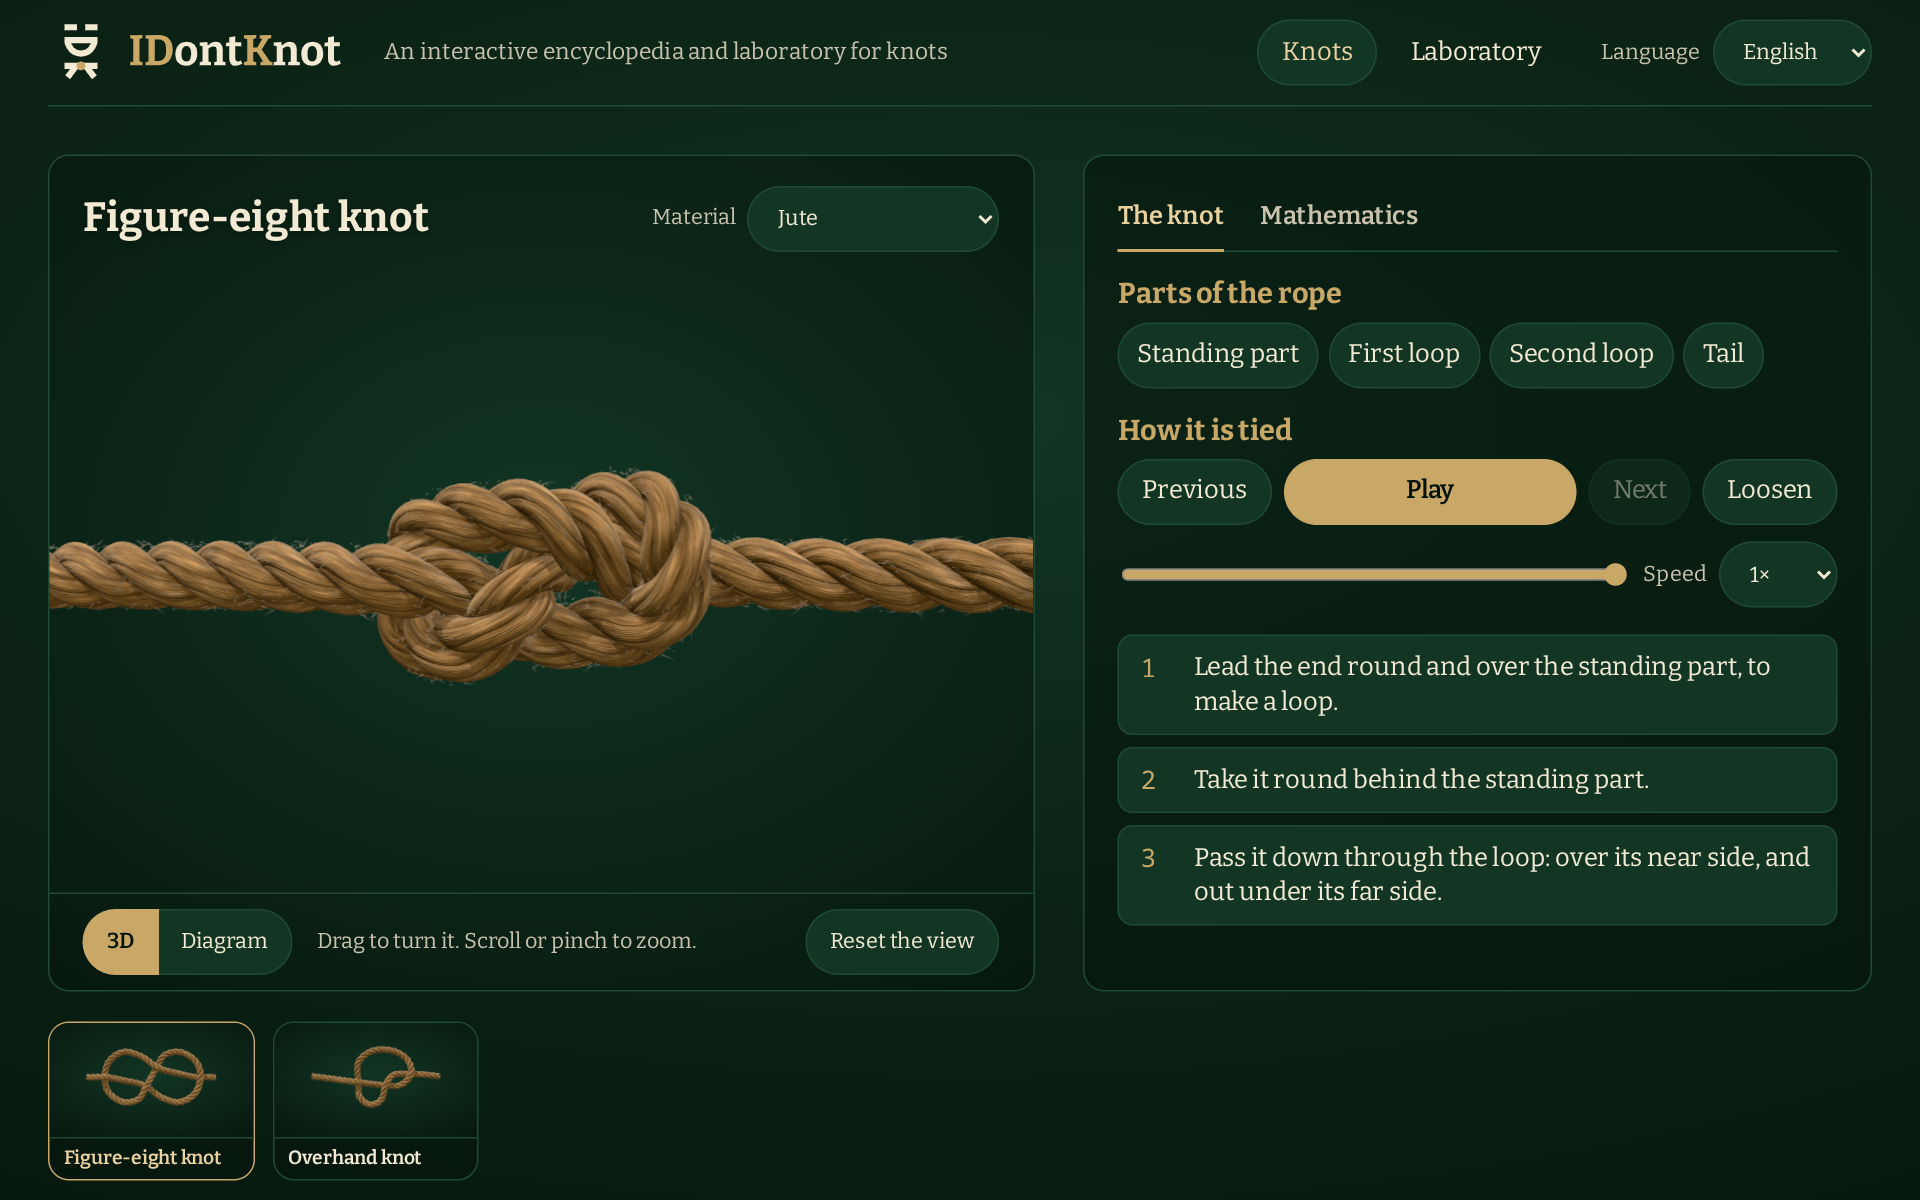 IDontKnot
An interactive encyclopedia and laboratory for knots
Knots
Laboratory
Language
English
Figure-eight knot
Material
Jute
3D
Diagram
Drag to turn it. Scroll or pinch to zoom.
Reset the view
The knot
Mathematics
Parts of the rope
Standing part
First loop
Second loop
Tail
How it is tied
Previous
Play
Next
Loosen
Speed
1×
1
Lead the end round and over the standing part, to
make a loop.
2
Take it round behind the standing part.
3
Pass it down through the loop: over its near side, and
out under its far side.
Figure-eight knot
Overhand knot